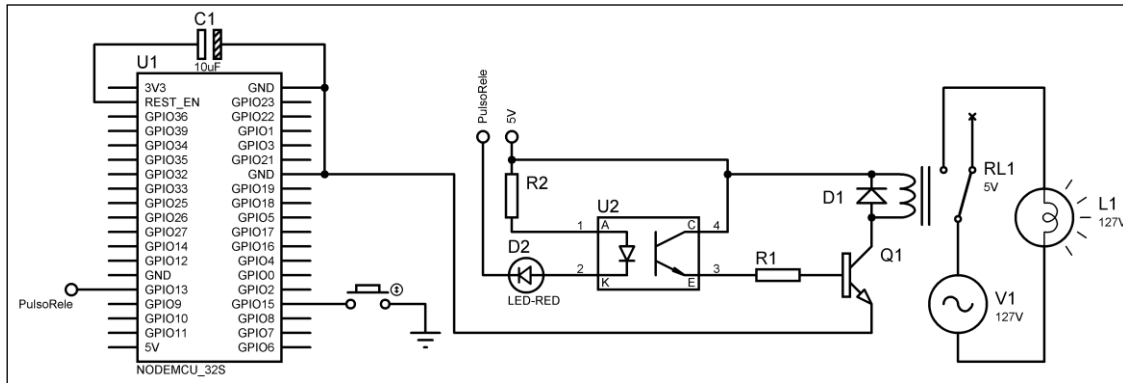 C1
10uF
U1
3V3
REST_EN
GPIO36
GPIO39
GPIO34
GPIO35
GPIO32
GPIO33
GPIO25
GPIO26
GPIO27
GPIO14
GPIO12
GND
GPIO13
GPIO9
GPIO10
GPIO11
5V
GND
GPIO23
GPIO22
GPIO1
GPIO3
GPIO21
GND
GPIO19
GPIO18
GPIO5
GPIO17
GPIO16
GPIO4
GPIO0
GPIO2
GPIO15
GPIO8
GPIO7
GPIO6
NODEMCU_32S
PulsoRele
PulsoRele
5V
R2
D2
LED-RED
U2
1
A
2
K
C
4
E
3
R1
D1
Q1
RL1
5V
V1
127V
L1
127V